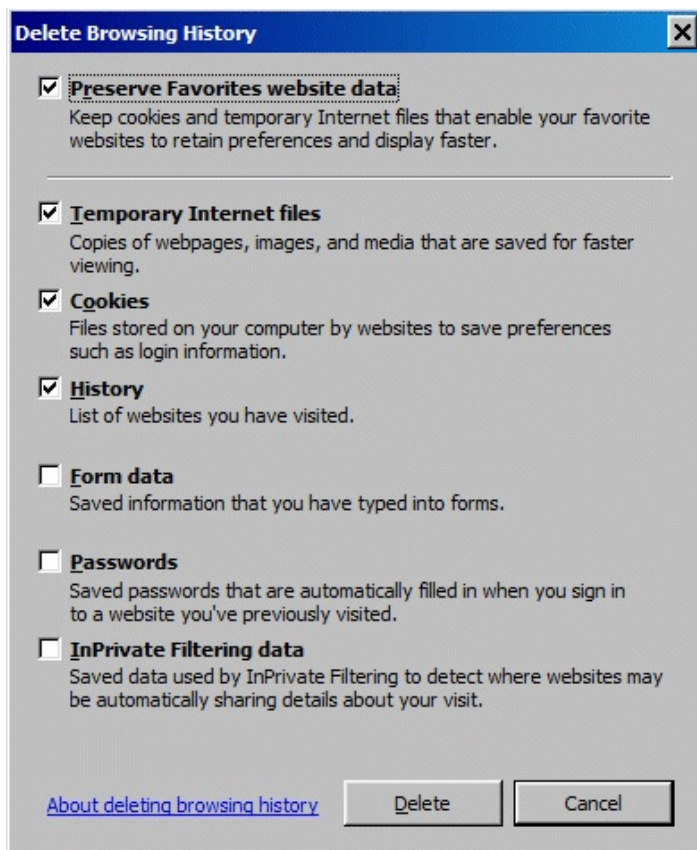 Delete Browsing History
Preserve Favorites website data
Keep cookies and temporary Internet files that enable your favorite
websites to retain preferences and display faster.
Temporary Internet files
Copies of webpages, images, and media that are saved for faster
viewing.
Cookies
Files stored on your computer by websites to save preferences
such as login information.
History
List of websites you have visited.
Form data
Saved information that you have typed into forms.
Passwords
Saved passwords that are automatically filled in when you sign in
to a website you've previously visited.
InPrivate Filtering data
Saved data used by InPrivate Filtering to detect where websites may
be automatically sharing details about your visit.
About deleting browsing history Delete Cancel